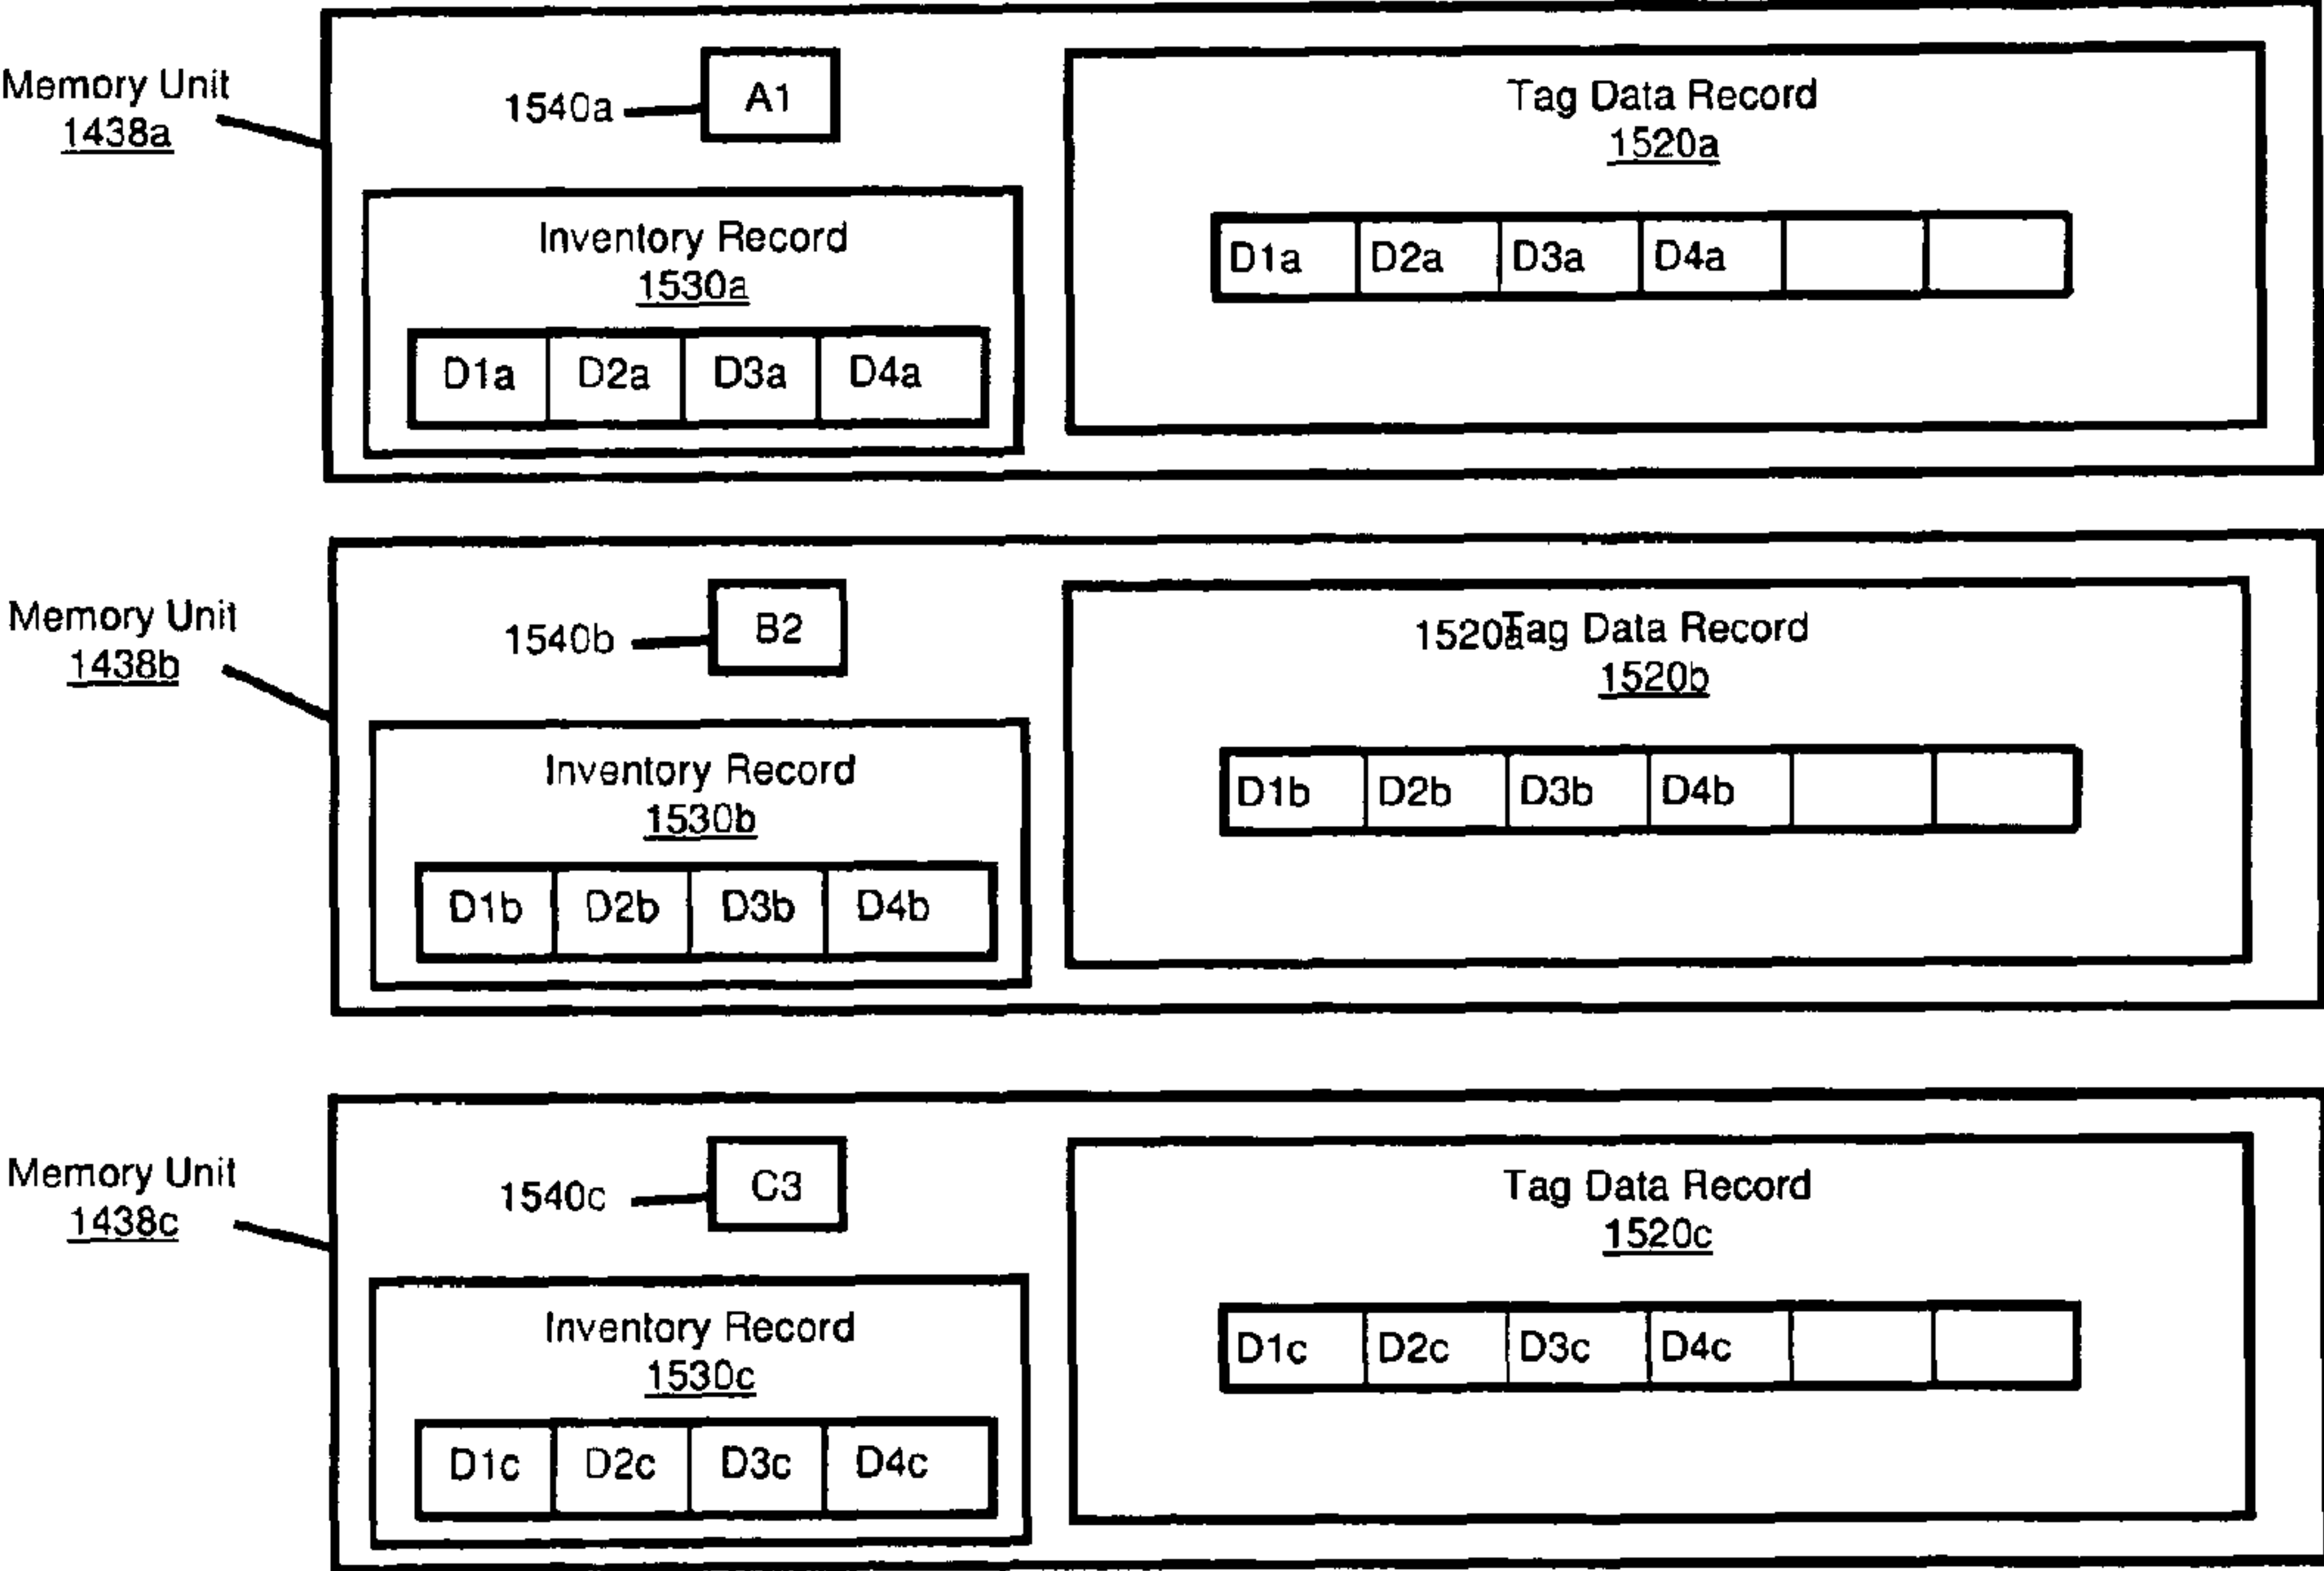 Memory Unit
1438a
1540a
A1
Inventory Record
1530a
D1a D2a D3a D4a
Tag Data Record
1520a
D1a D2a D3a D4a
Memory Unit
1438b
1540b
B2
Inventory Record
1530b
D1b D2b D3b D4b
1520a Tag Data Record
1520b
D1b D2b D3b D4b
Memory Unit
1438c
1540c
C3
Inventory Record
1530c
D1c D2c D3c D4c
Tag Data Record
1520c
D1c D2c D3c D4c